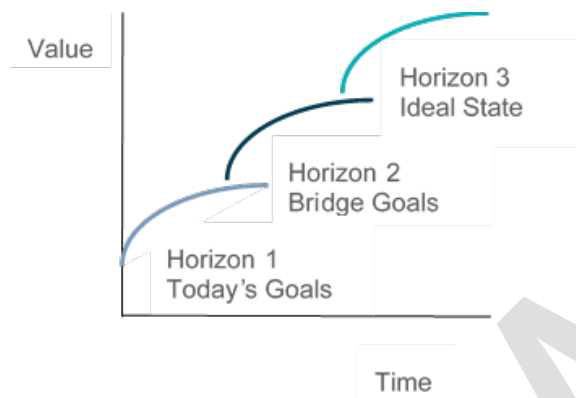 Value
Horizon 3
Ideal State
Horizon 2
Bridge Goals
Horizon 1
Today's Goals
Time